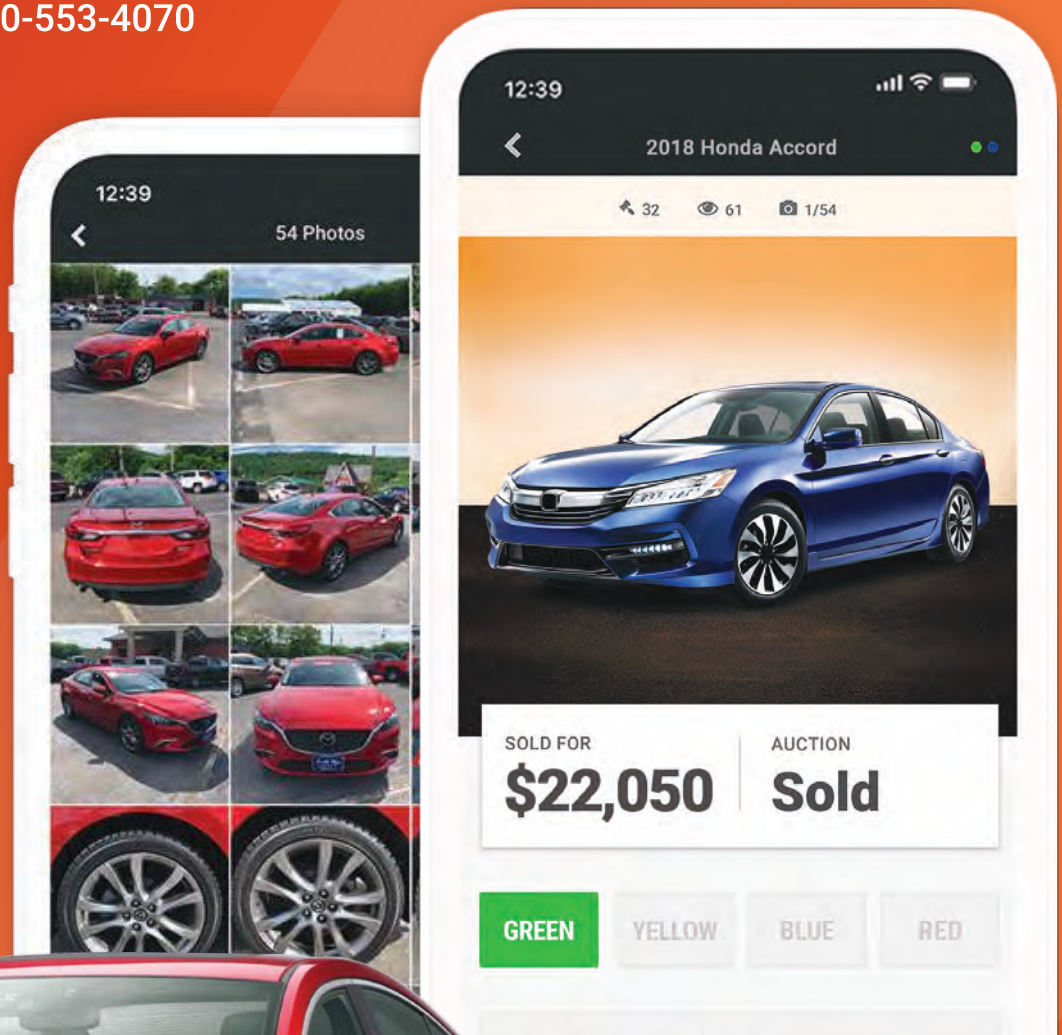 0-553-4070
12:39
2018 Honda Accord
32 61 1/54
12:39
54 Photos
SOLD FOR
$22,050
AUCTION
Sold
GREEN YELLOW BLUE RED